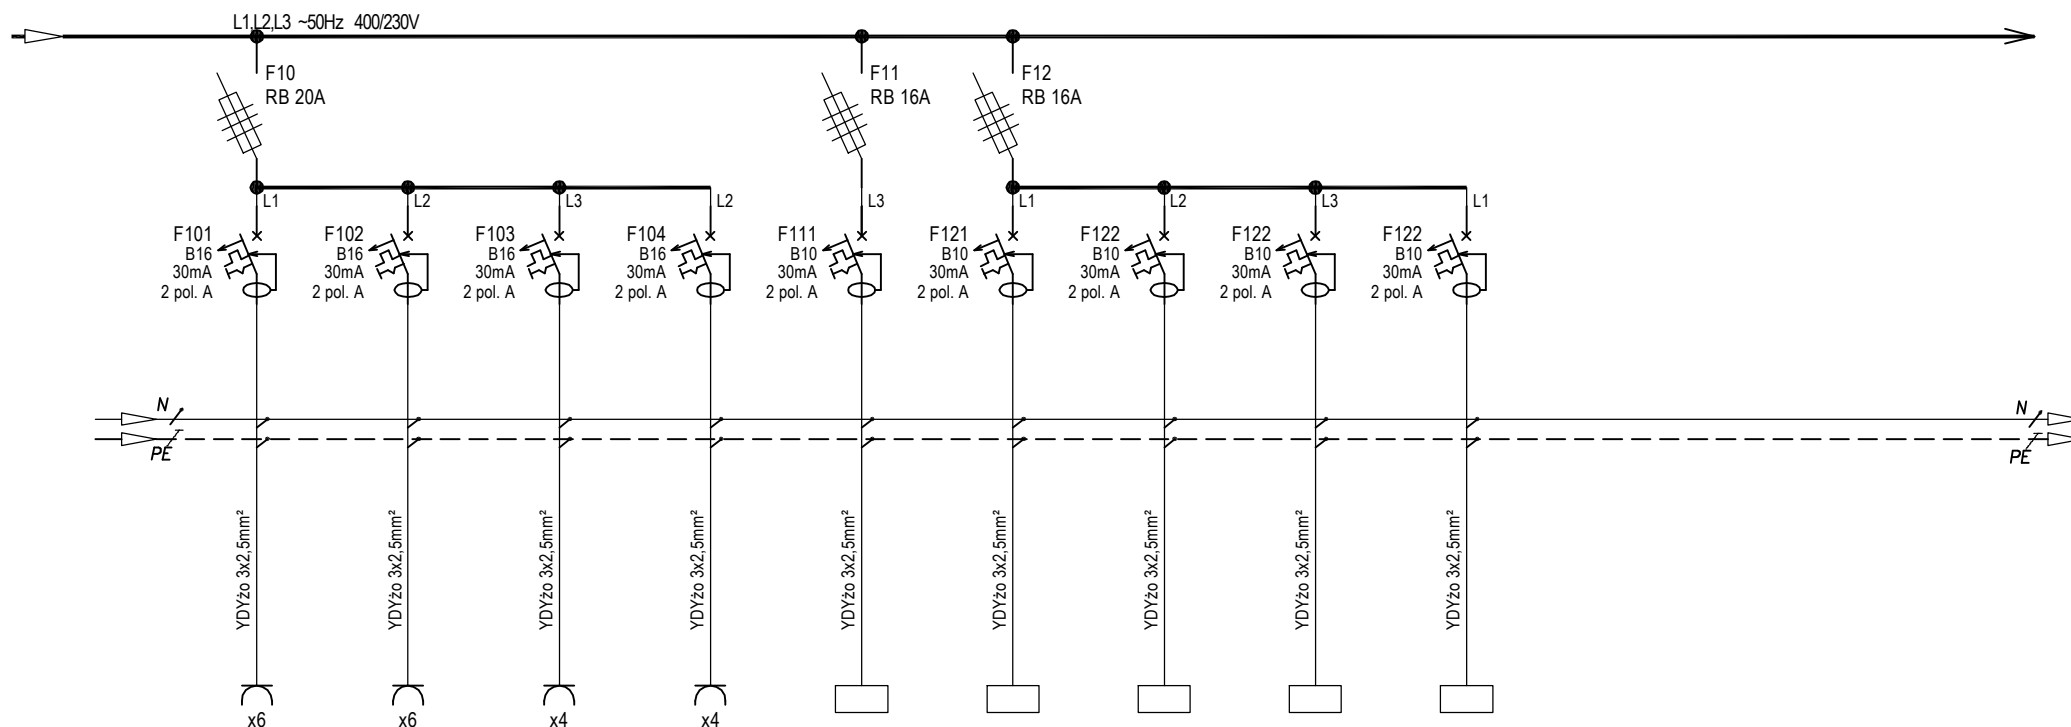 L1,L2,L3 ~50Hz 400/230V
F10
RB 20A
F11
RB 16A
F12
RB 16A
L1
L2
L3
L2
L3
L1
L2
L3
L1
F101
B16
30mA
2 pol. A
F102
B16
30mA
2 pol. A
F103
B16
30mA
2 pol. A
F104
B16
30mA
2 pol. A
F111
B10
30mA
2 pol. A
F121
B10
30mA
2 pol. A
F122
B10
30mA
2 pol. A
F122
B10
30mA
2 pol. A
F122
B10
30mA
2 pol. A
N
N
PE
PE
YDYżo 3x2,5mm²
YDYżo 3x2,5mm²
YDYżo 3x2,5mm²
YDYżo 3x2,5mm²
YDYżo 3x2,5mm²
YDYżo 3x2,5mm²
YDYżo 3x2,5mm²
YDYżo 3x2,5mm²
YDYżo 3x2,5mm²
x6
x6
x4
x4